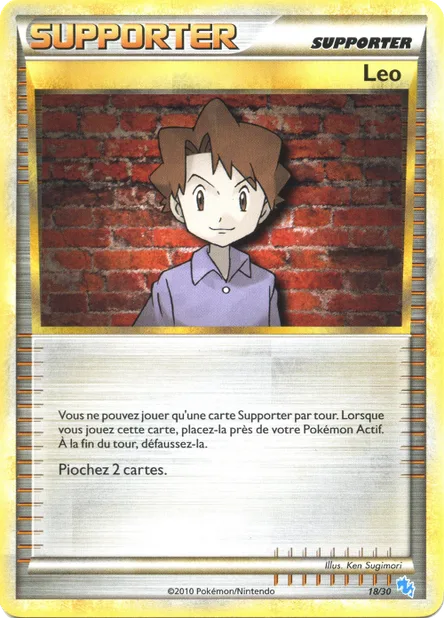 SUPPORTER
SUPPORTER
Leo
Vous ne pouvez jouer qu'une carte Supporter par tour. Lorsque
vous jouez cette carte, placez-la près de votre Pokémon Actif.
À la fin du tour, défaussez-la.
Piochez 2 cartes.
Illus. Ken Sugimori
©2010 Pokémon/Nintendo
18/30